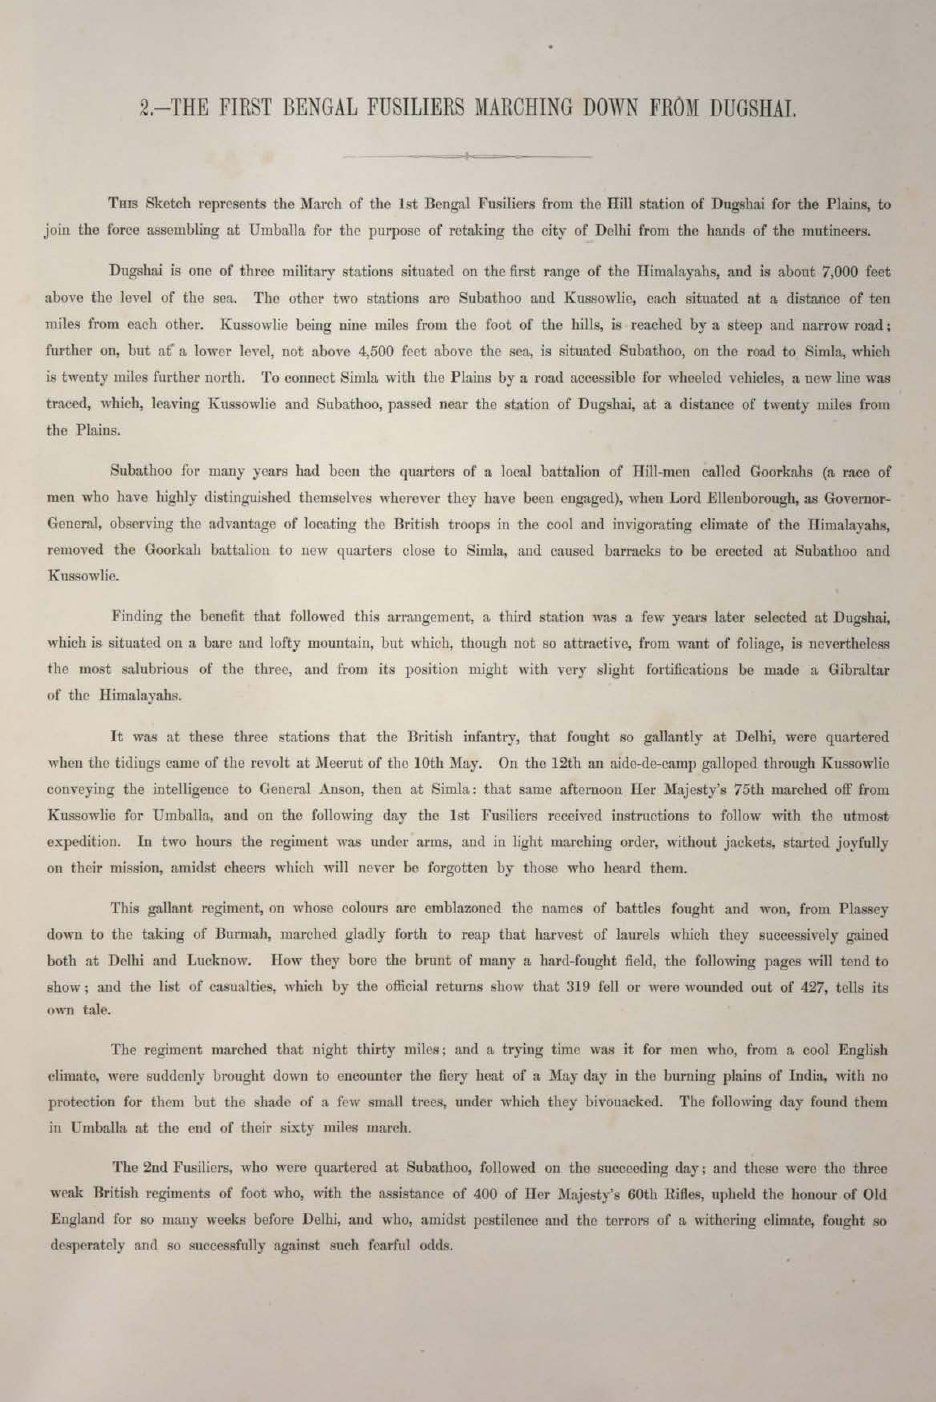 2.—THE FIRST BENGAL FUSILIERS MARCHING DOWN FROM DUGSHAI.
This Sketch represents the March of the 1st Bengal Fusiliers from the Hill station of Dugshai for the Plains, to
join the force assembling at Umballa for the purpose of retaking the city of Delhi from the hands of the mutineers.
Dugshai is one of three military stations situated on the first range of the Himalayahs, and is about 7,000 feet
above the level of the sea. The other two stations are Subathoo and Kussowlie, each situated at a distance of ten
miles from each other. Kussowlie being nine miles from the foot of the hills, is reached by a steep and narrow road;
further on, but at a lower level, not above 4,500 feet above the sea, is situated Subathoo, on the road to Simla, which
is twenty miles further north. To connect Simla with the Plains by a road accessible for wheeled vehicles, a new line was
traced, which, leaving Kussowlie and Subathoo, passed near the station of Dugshai, at a distance of twenty miles from
the Plains.
Subathoo for many years had been the quarters of a local battalion of Hill-men called Goorkahs (a race of
men who have highly distinguished themselves wherever they have been engaged), when Lord Ellenborough, as Governor-
General, observing the advantage of locating the British troops in the cool and invigorating climate of the Himalayahs,
removed the Goorkah battalion to new quarters close to Simla, and caused barracks to be erected at Subathoo and
Kussowlie.
Finding the benefit that followed this arrangement, a third station was a few years later selected at Dugshai,
which is situated on a bare and lofty mountain, but which, though not so attractive, from want of foliage, is nevertheless
the most salubrious of the three, and from its position might with very slight fortifications be made a Gibraltar
of the Himalayahs.
It was at these three stations that the British infantry, that fought so gallantly at Delhi, were quartered
when the tidings came of the revolt at Meerut of the 10th May. On the 12th an aide-de-camp galloped through Kussowlie
conveying the intelligence to General Anson, then at Simla: that same afternoon Her Majesty's 75th marched off from
Kussowlie for Umballa, and on the following day the 1st Fusiliers received instructions to follow with the utmost
expedition. In two hours the regiment was under arms, and in light marching order, without jackets, started joyfully
on their mission, amidst cheers which will never be forgotten by those who heard them.
This gallant regiment, on whose colours are emblazoned the names of battles fought and won, from Plassey
down to the taking of Burmah, marched gladly forth to reap that harvest of laurels which they successively gained
both at Delhi and Lucknow. How they bore the brunt of many a hard-fought field, the following pages will tend to
show; and the list of casualties, which by the official returns show that 319 fell or were wounded out of 427, tells its
own tale.
The regiment marched that night thirty miles; and a trying time was it for men who, from a cool English
climate, were suddenly brought down to encounter the fiery heat of a May day in the burning plains of India, with no
protection for them but the shade of a few small trees, under which they bivouacked. The following day found them
in Umballa at the end of their sixty miles march.
The 2nd Fusiliers, who were quartered at Subathoo, followed on the succeeding day; and these were the three
weak British regiments of foot who, with the assistance of 400 of Her Majesty's 60th Rifles, upheld the honour of Old
England for so many weeks before Delhi, and who, amidst pestilence and the terrors of a withering climate, fought so
desperately and so successfully against such fearful odds.